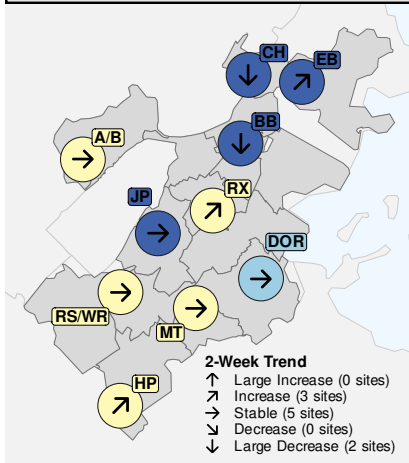 CH
EB
BB
A/B
RX
JP
DOR
RS/WR
MT
HP
2-Week Trend
↑ Large Increase (0 sites)
↗ Increase (3 sites)
→ Stable (5 sites)
↘ Decrease (0 sites)
↓ Large Decrease (2 sites)